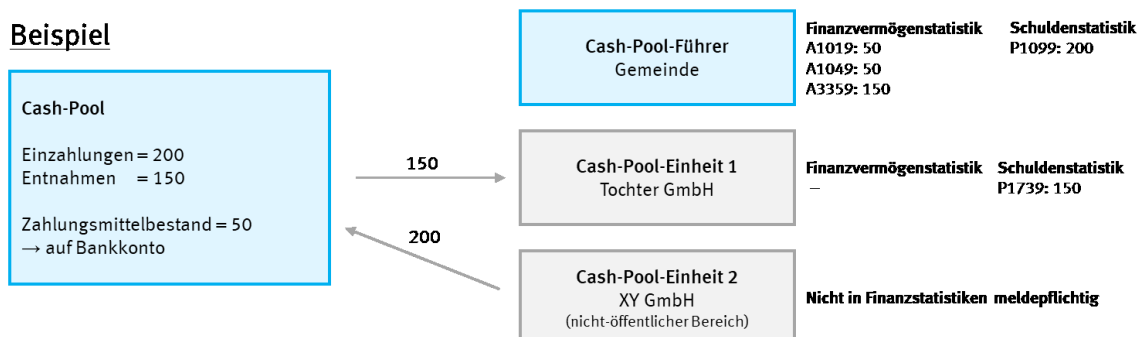 Beispiel
Cash-Pool
Einzahlungen = 200
Entnahmen = 150
Zahlungsmittelbestand = 50
→ auf Bankkonto
150
200
Cash-Pool-Führer
Gemeinde
Finanzvermögenstatistik Schuldenstatistik
A1019: 50 P1099: 200
A1049: 50
A3359: 150
Cash-Pool-Einheit 1
Tochter GmbH
Finanzvermögenstatistik Schuldenstatistik
– P1739: 150
Cash-Pool-Einheit 2
XY GmbH
(nicht-öffentlicher Bereich)
Nicht in Finanzstatistiken meldepflichtig